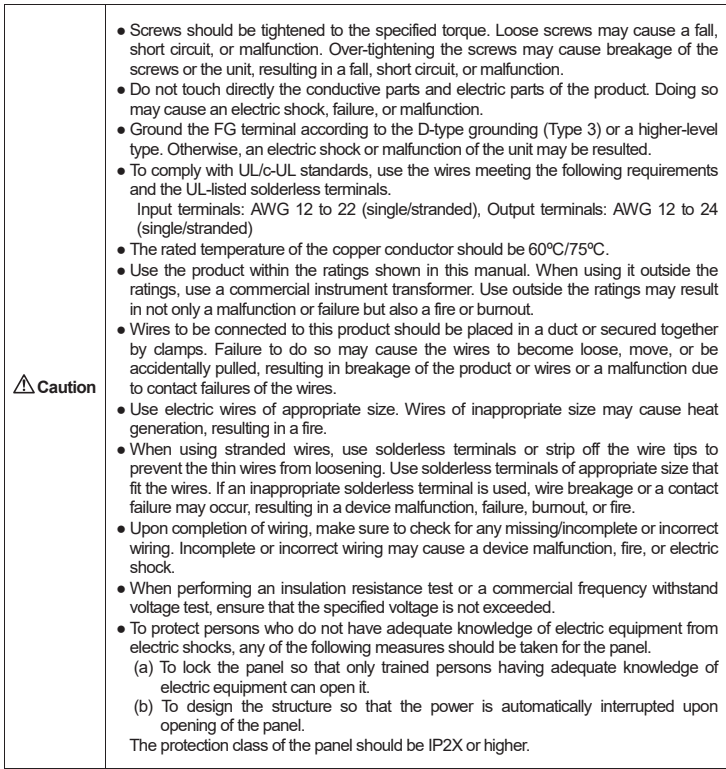 ● Screws should be tightened to the specified torque. Loose screws may cause a fall,
short circuit, or malfunction. Over-tightening the screws may cause breakage of the
screws or the unit, resulting in a fall, short circuit, or malfunction.
● Do not touch directly the conductive parts and electric parts of the product. Doing so
may cause an electric shock, failure, or malfunction.
● Ground the FG terminal according to the D-type grounding (Type 3) or a higher-level
type. Otherwise, an electric shock or malfunction of the unit may be resulted.
● To comply with UL/c-UL standards, use the wires meeting the following requirements
and the UL-listed solderless terminals.
Input terminals: AWG 12 to 22 (single/stranded), Output terminals: AWG 12 to 24
(single/stranded)
● The rated temperature of the copper conductor should be 60ºC/75ºC.
● Use the product within the ratings shown in this manual. When using it outside the
ratings, use a commercial instrument transformer. Use outside the ratings may result
in not only a malfunction or failure but also a fire or burnout.
● Wires to be connected to this product should be placed in a duct or secured together
by clamps. Failure to do so may cause the wires to become loose, move, or be
accidentally pulled, resulting in breakage of the product or wires or a malfunction due
to contact failures of the wires.
⚠Caution
● Use electric wires of appropriate size. Wires of inappropriate size may cause heat
generation, resulting in a fire.
● When using stranded wires, use solderless terminals or strip off the wire tips to
prevent the thin wires from loosening. Use solderless terminals of appropriate size that
fit the wires. If an inappropriate solderless terminal is used, wire breakage or a contact
failure may occur, resulting in a device malfunction, failure, burnout, or fire.
● Upon completion of wiring, make sure to check for any missing/incomplete or incorrect
wiring. Incomplete or incorrect wiring may cause a device malfunction, fire, or electric
shock.
● When performing an insulation resistance test or a commercial frequency withstand
voltage test, ensure that the specified voltage is not exceeded.
● To protect persons who do not have adequate knowledge of electric equipment from
electric shocks, any of the following measures should be taken for the panel.
(a) To lock the panel so that only trained persons having adequate knowledge of
electric equipment can open it.
(b) To design the structure so that the power is automatically interrupted upon
opening of the panel.
The protection class of the panel should be IP2X or higher.